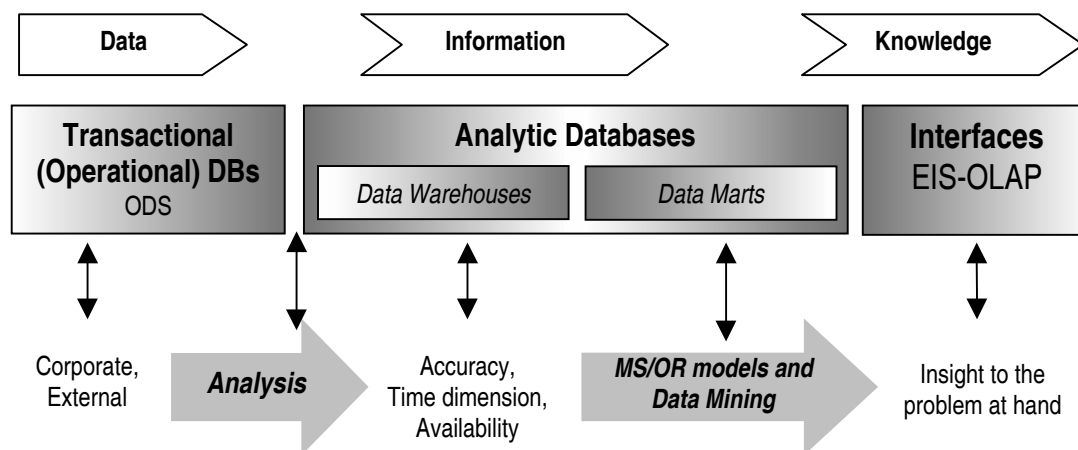 Data
Information
Knowledge
Transactional
(Operational) DBs
ODS
Analytic Databases
Data Warehouses
Data Marts
Interfaces
EIS-OLAP
Corporate,
External
Analysis
Accuracy,
Time dimension,
Availability
MS/OR models and
Data Mining
Insight to the
problem at hand